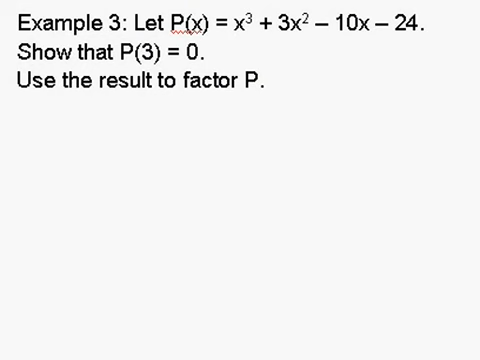 Example 3: Let P(x) = x³ + 3x² – 10x – 24.
Show that P(3) = 0.
Use the result to factor P.